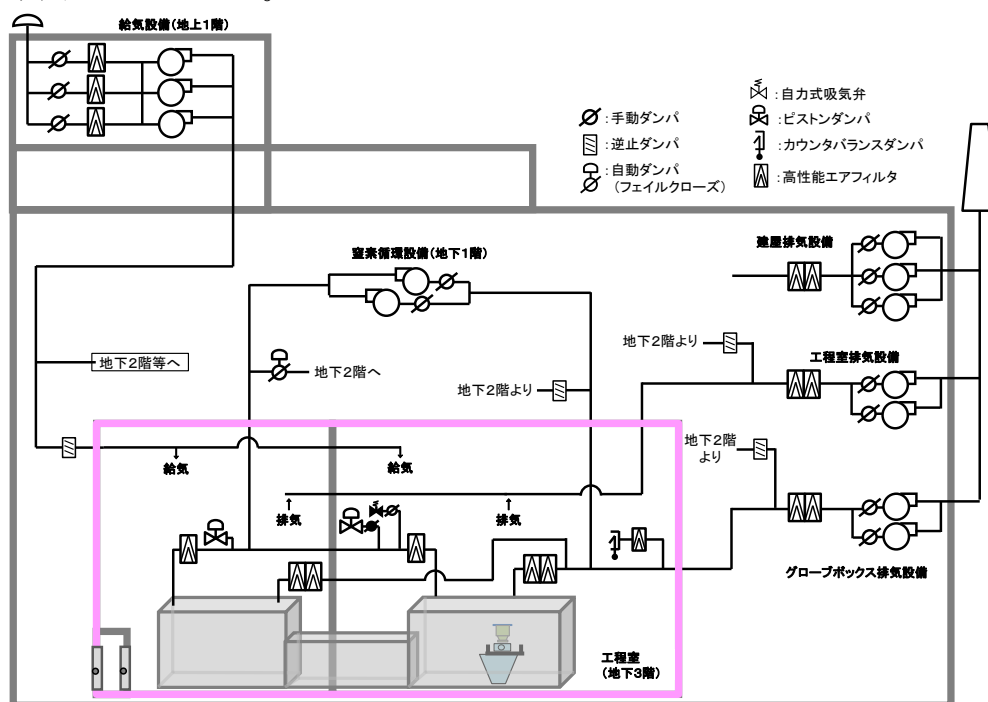 給気設備(地上1階)
:手動ダンパ
:逆止ダンパ
:自動ダンパ
(フェイルクローズ)
:自力式吸気弁
:ピストンダンパ
:カウンタバランスダンパ
:高性能エアフィルタ
窒素循環設備(地下1階)
建屋排気設備
地下2階等へ
地下2階へ
地下2階より
地下2階より
工程室排気設備
給気
給気
地下2階
より
排気
排気
グローブボックス排気設備
工程室
(地下3階)